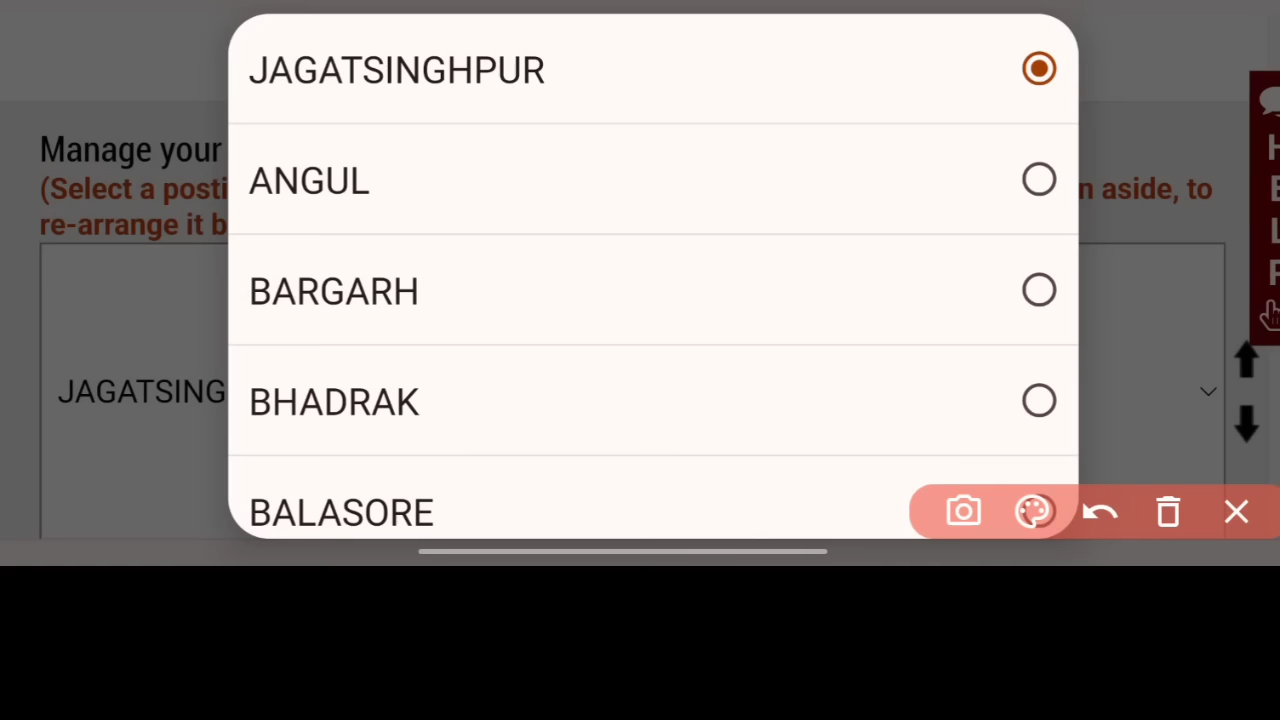 JAGATSINGHPUR
Manage your
ANGUL
(Select a posti
n aside, to
re-arrange it b
BARGARH
JAGATSING
BHADRAK
BALASORE
H
E
L
P